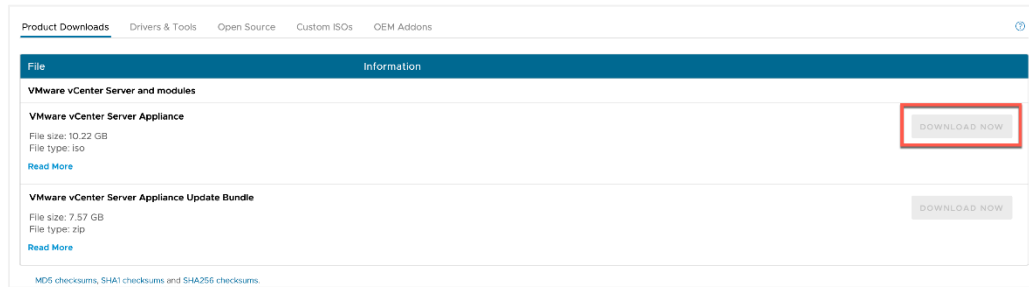 Product Downloads Drivers & Tools Open Source Custom ISOs OEM Addons ?
File Information
VMware vCenter Server and modules
VMware vCenter Server Appliance
File size: 10.22 GB
File type: iso
DOWNLOAD NOW
Read More
VMware vCenter Server Appliance Update Bundle
File size: 7.57 GB
File type: zip
DOWNLOAD NOW
Read More
MD5 checksums, SHA1 checksums and SHA256 checksums.